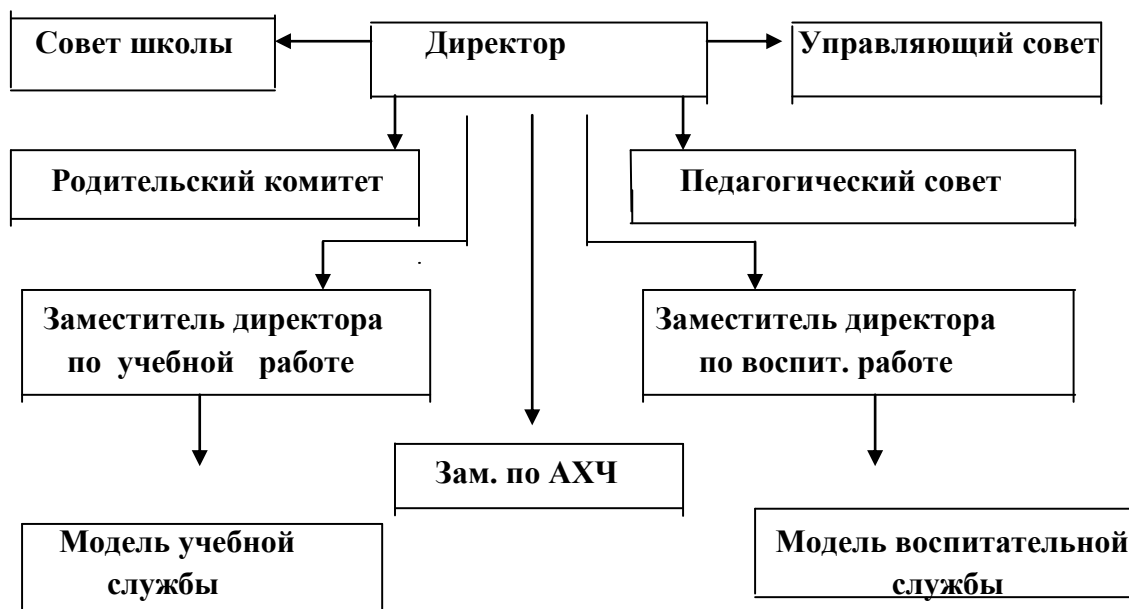 Совет школы
Директор
Управляющий совет
Родительский комитет
Педагогический совет
Заместитель директора
по учебной работе
Заместитель директора
по воспит. работе
Зам. по АХЧ
Модель учебной
службы
Модель воспитательной
службы